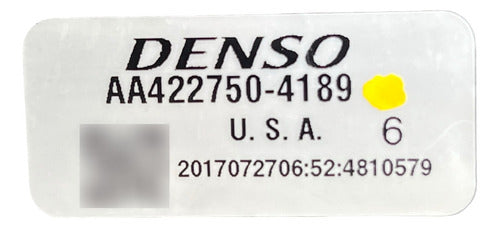 DENSO
AA422750-4189
U. S. A. 6
2017072706:52:4810579